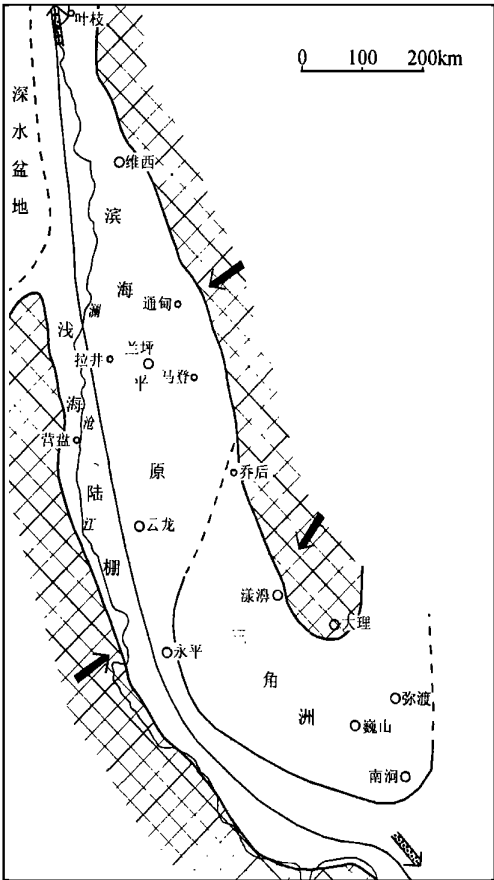 叶枝
0 100 200km
深水盆地
维西
滨海平原
通甸
澜沧江
浅海陆棚
兰坪
拉井
马登
营盘
乔后
云龙
漾濞
大理
三角洲
永平
弥渡
巍山
南涧